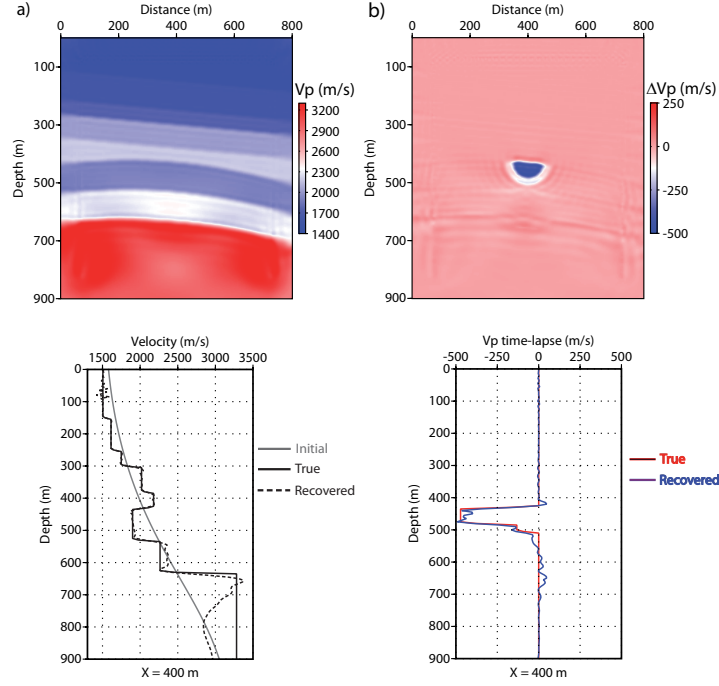 a)
Distance (m)
0 200 400 600 800
Depth (m)
100
300
500
700
900
Vp (m/s)
3200
2900
2600
2300
2000
1700
1400
b)
Distance (m)
0 200 400 600 800
Depth (m)
100
300
500
700
900
ΔVp (m/s)
250
0
-250
-500
Velocity (m/s)
1500 2000 2500 3000 3500
Depth (m)
0
100
200
300
400
500
600
700
800
900
X = 400 m
Initial
True
Recovered
Vp time-lapse (m/s)
-500 -250 0 250 500
Depth (m)
0
100
200
300
400
500
600
700
800
900
X = 400 m
True
Recovered